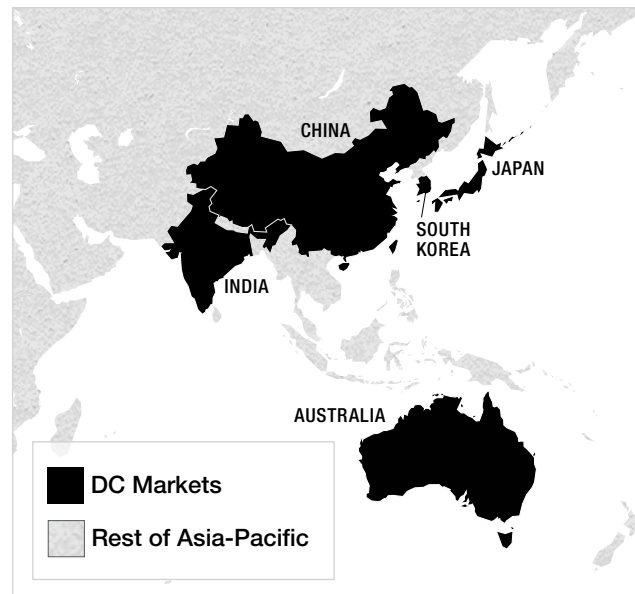 CHINA
JAPAN
SOUTH
KOREA
INDIA
AUSTRALIA
DC Markets
Rest of Asia-Pacific